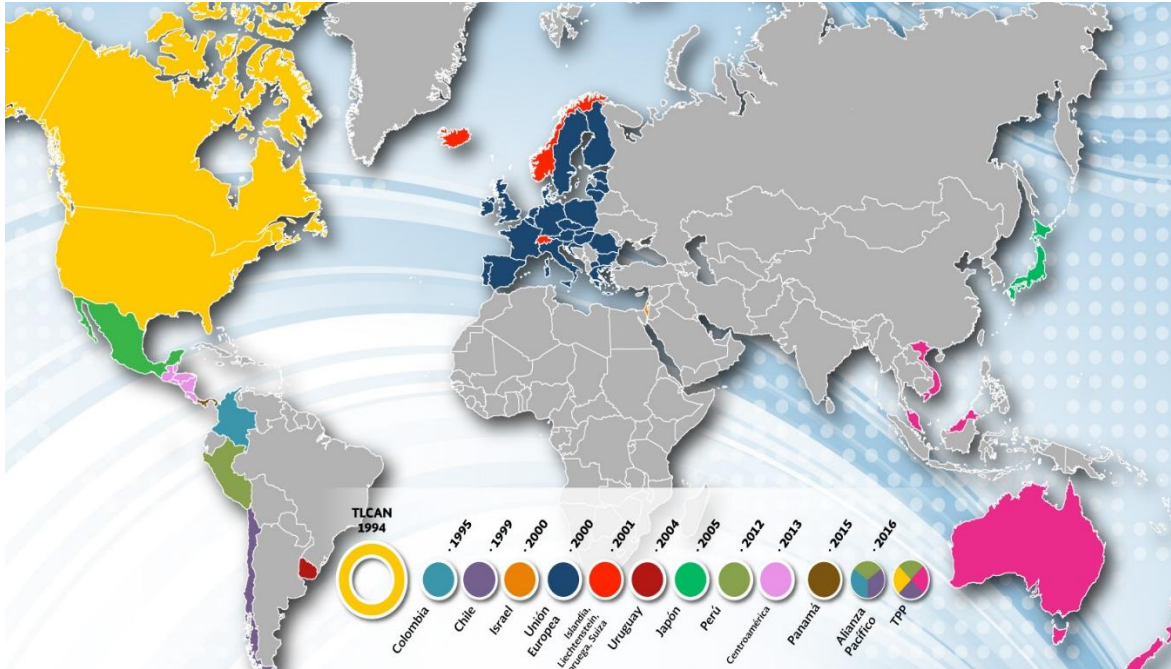 TLCAN
1994
· 1995
Colombia
· 1999
Chile
· 2000
Israel
· 2000
Unión
Europea
· 2001
Islandia,
Liechtenstein,
oruega, Suiza
· 2004
Uruguay
· 2005
Japón
· 2012
Perú
· 2013
Centroamérica
· 2015
Panamá
· 2016
Alianza
Pacífico
TPP